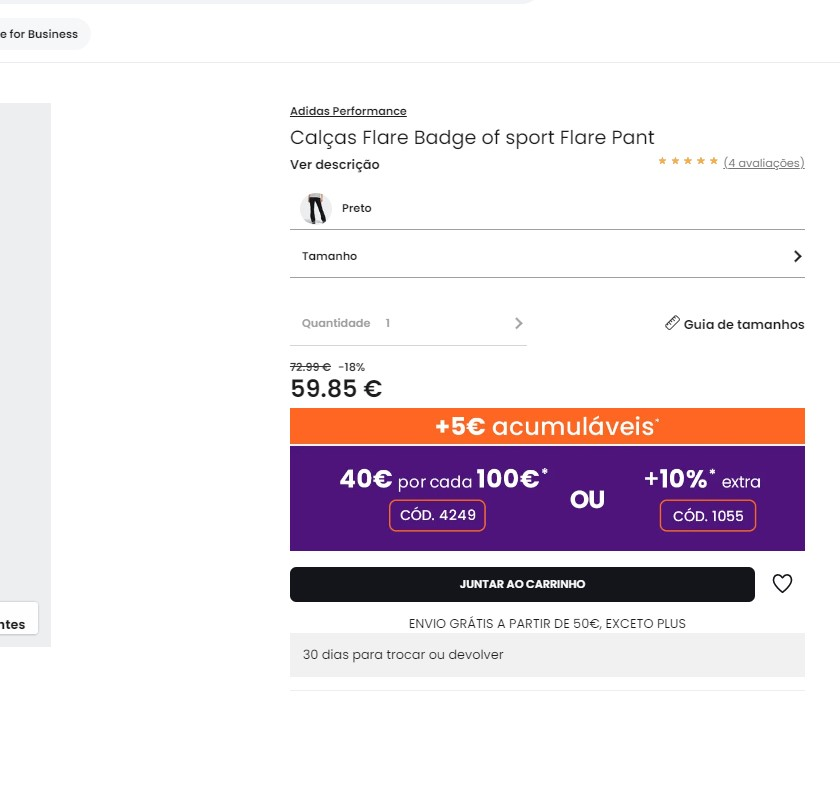 e for Business
Adidas Performance
Calças Flare Badge of sport Flare Pant
Ver descrição
(4 avaliações)
Preto
Tamanho
Quantidade 1
Guia de tamanhos
72.99 € -18%
59.85 €
+5€ acumuláveis*
40€ por cada 100€*
CÓD. 4249
OU
+10%* extra
CÓD. 1055
JUNTAR AO CARRINHO
ENVIO GRÁTIS A PARTIR DE 50€, EXCETO PLUS
ntes
30 dias para trocar ou devolver